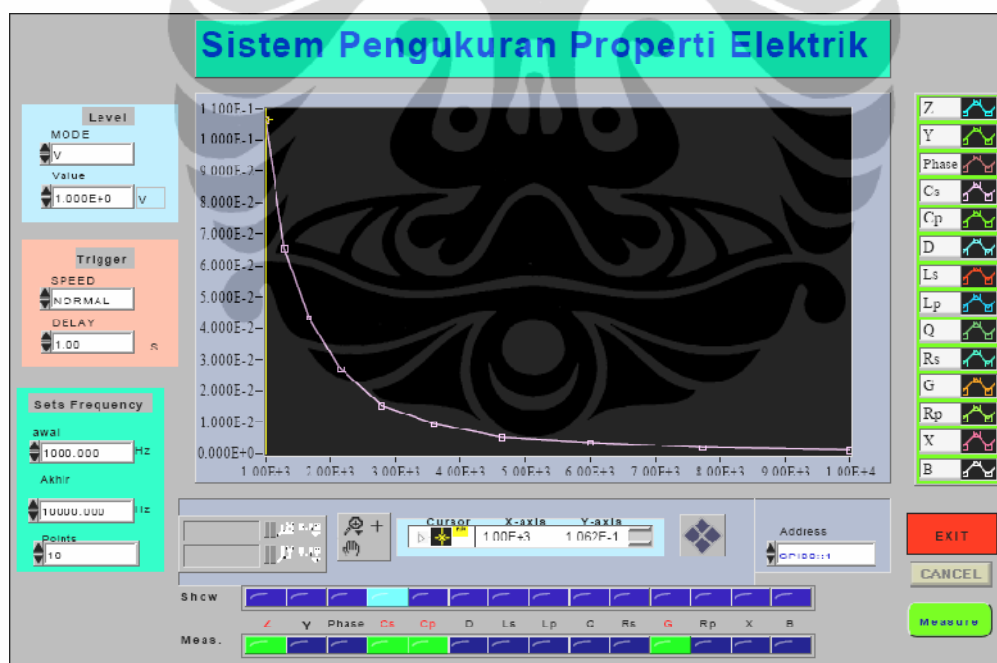 Sistem Pengukuran Properti Elektrik
Level
MODE
V
Value
1.000E+0 V
Trigger
SPEED
NORMAL
DELAY
1.00 s
Sets Frequency
awal
1000.000 Hz
Akhir
10000.000 Hz
Points
10
1.100E-1
1.000E-1
9.000E-2
8.000E-2
7.000E-2
6.000E-2
5.000E-2
4.000E-2
3.000E-2
2.000E-2
1.000E-2
0.000E+0
1.00E+3 2.00E+3 3.00E+3 4.00E+3 5.00E+3 6.00E+3 7.00E+3 8.00E+3 9.00E+3 1.00E+4
Z
Y
Phase
Cs
Cp
D
Ls
Lp
Q
Rs
G
Rp
X
B
Cursor X-axis Y-axis
1.00E+3 1.062E-1
Address
EXIT
CANCEL
Measure
Show
Z Y Phase Cs Cp D Ls Lp Q Rs G Rp X B
Meas.